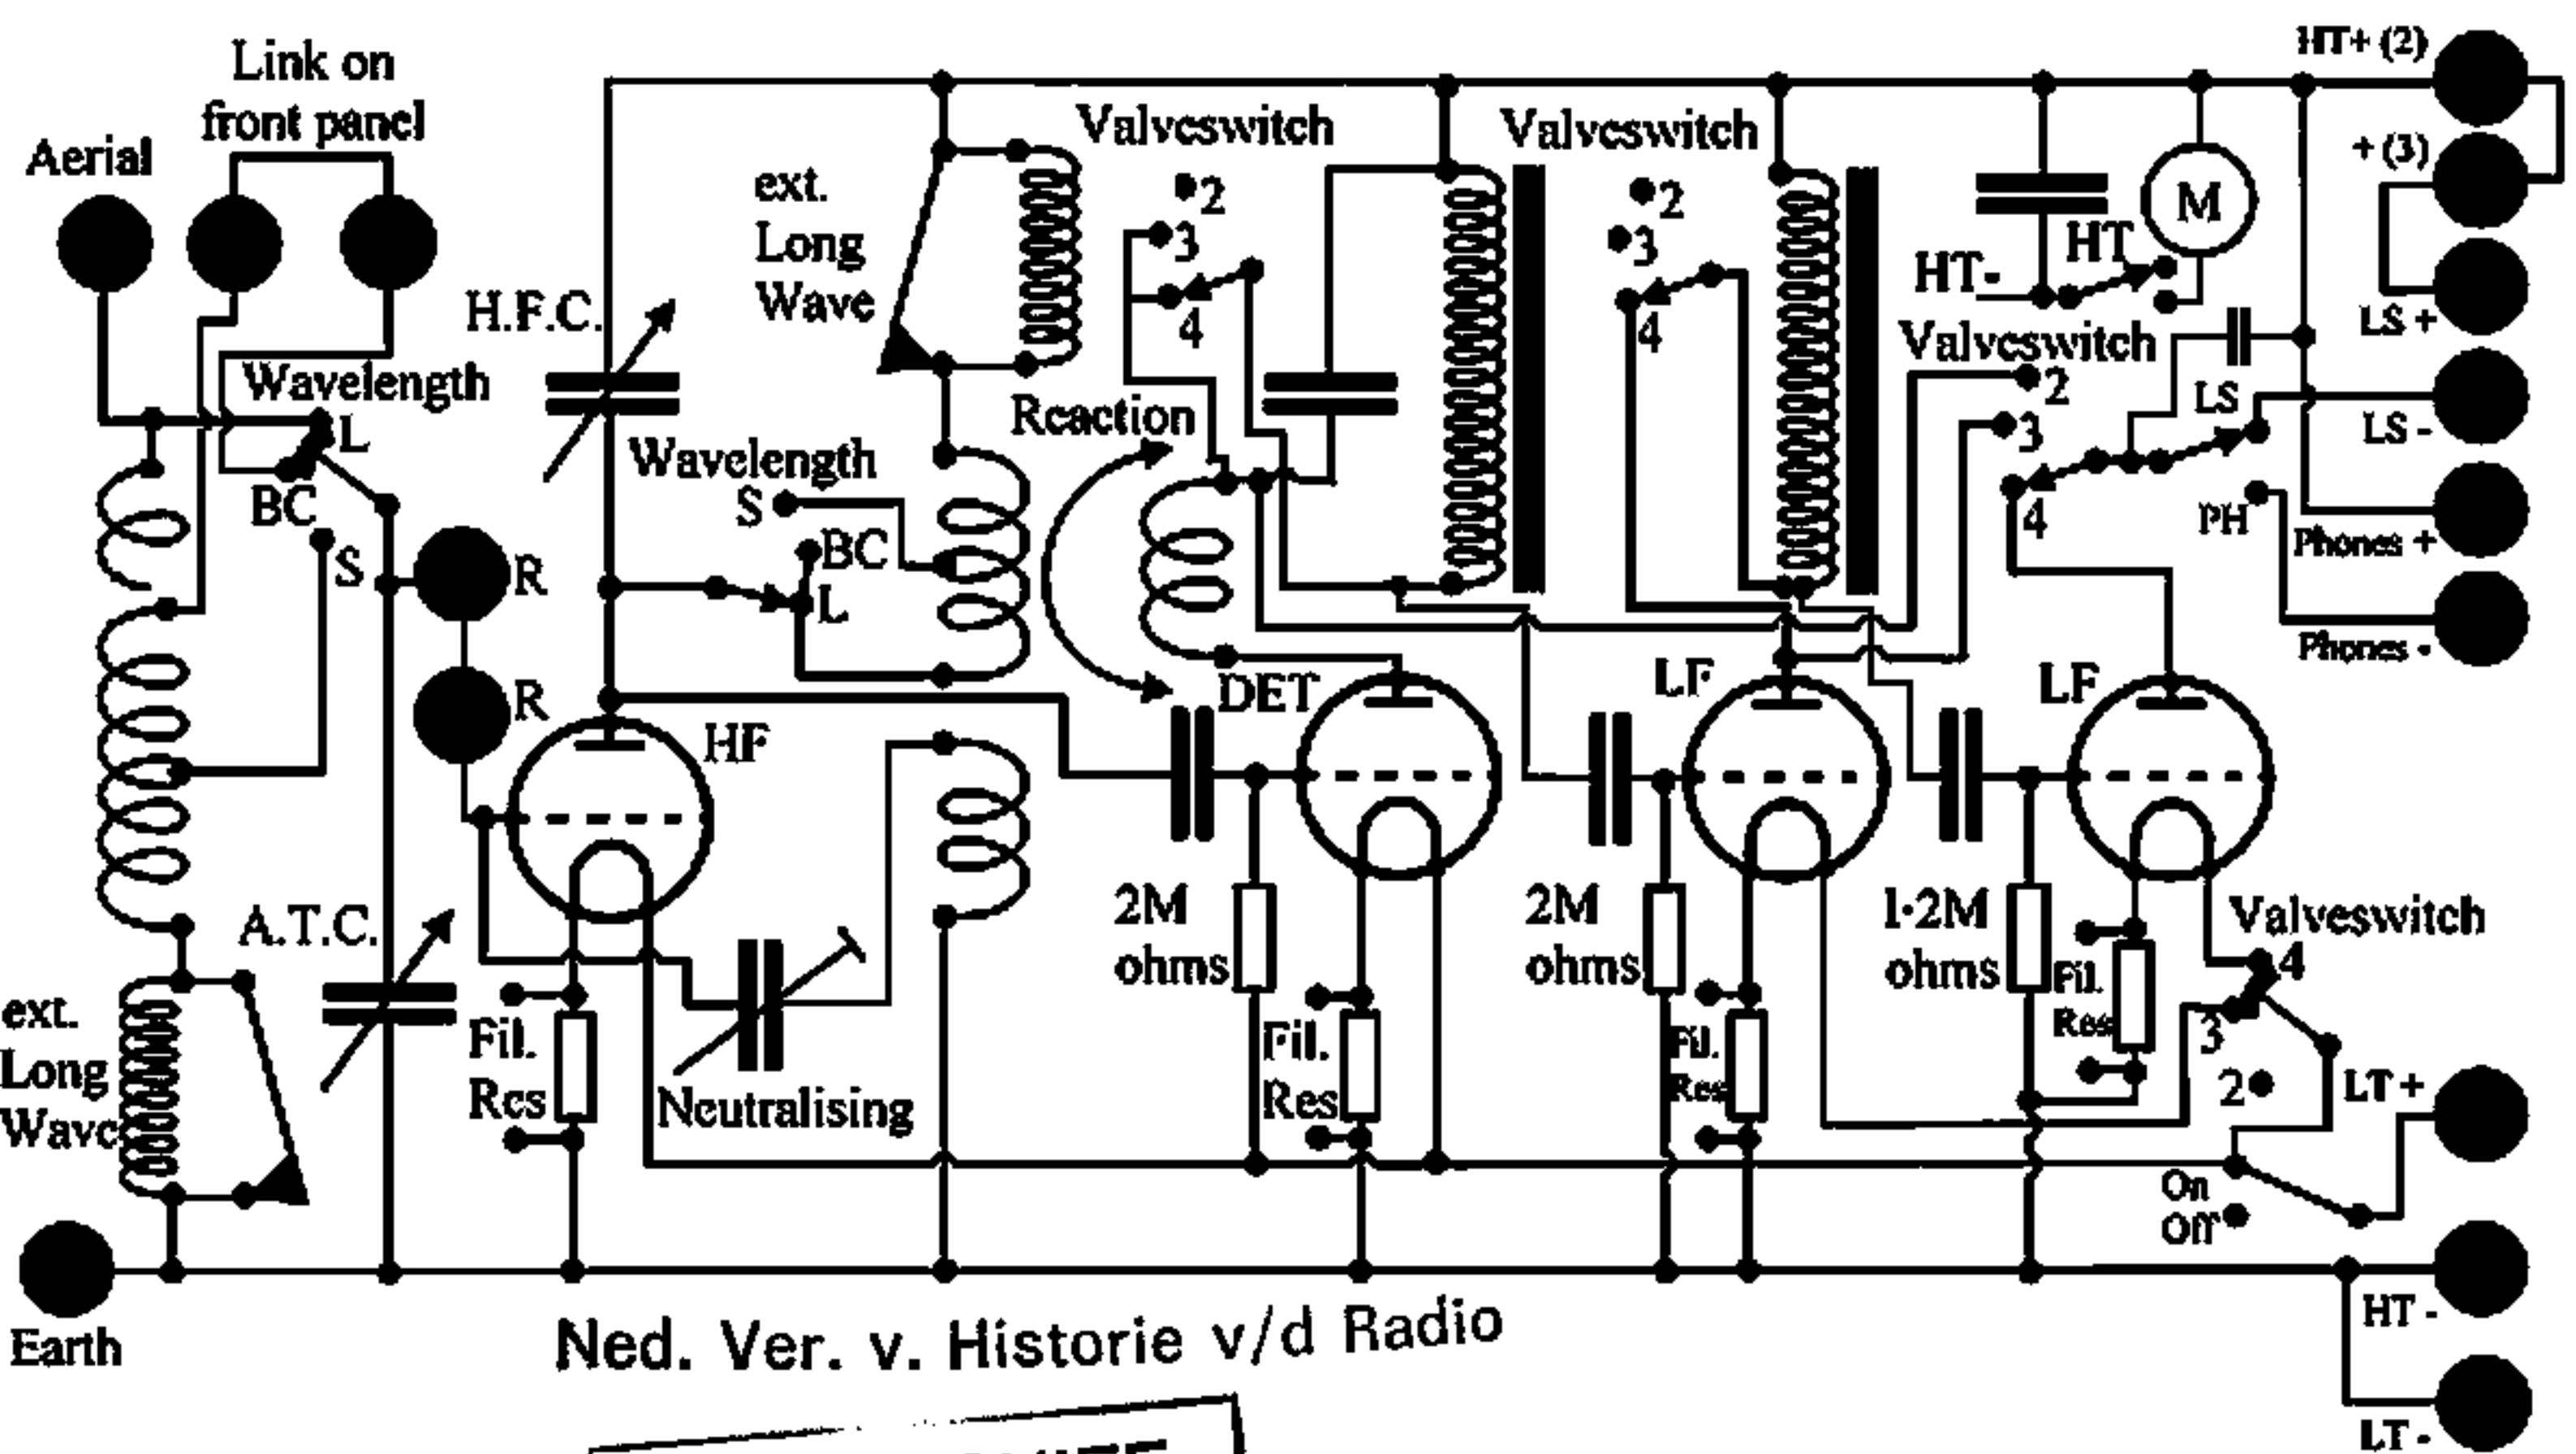 Link on
front panel
Aerial
Wavelength
L
BC
S
R
R
A.T.C.
ext.
Long
Wave
Earth
H.F.C.
ext.
Long
Wave
Wavelength
S
BC
L
HF
Fil.
Res
Neutralising
Valveswitch
2
3
4
Reaction
DET
2M
ohms
Fil.
Res
Valveswitch
2
3
4
LF
2M
ohms
Fil.
Res
HT-
HT
M
Valveswitch
2
3
4
LS
PH
LF
1·2M
ohms
Fil.
Res
Valveswitch
4
3
2
On
Off
HT+ (2)
+ (3)
LS +
LS -
Phones +
Phones -
LT +
HT -
LT -
Ned. Ver. v. Historie v/d Radio